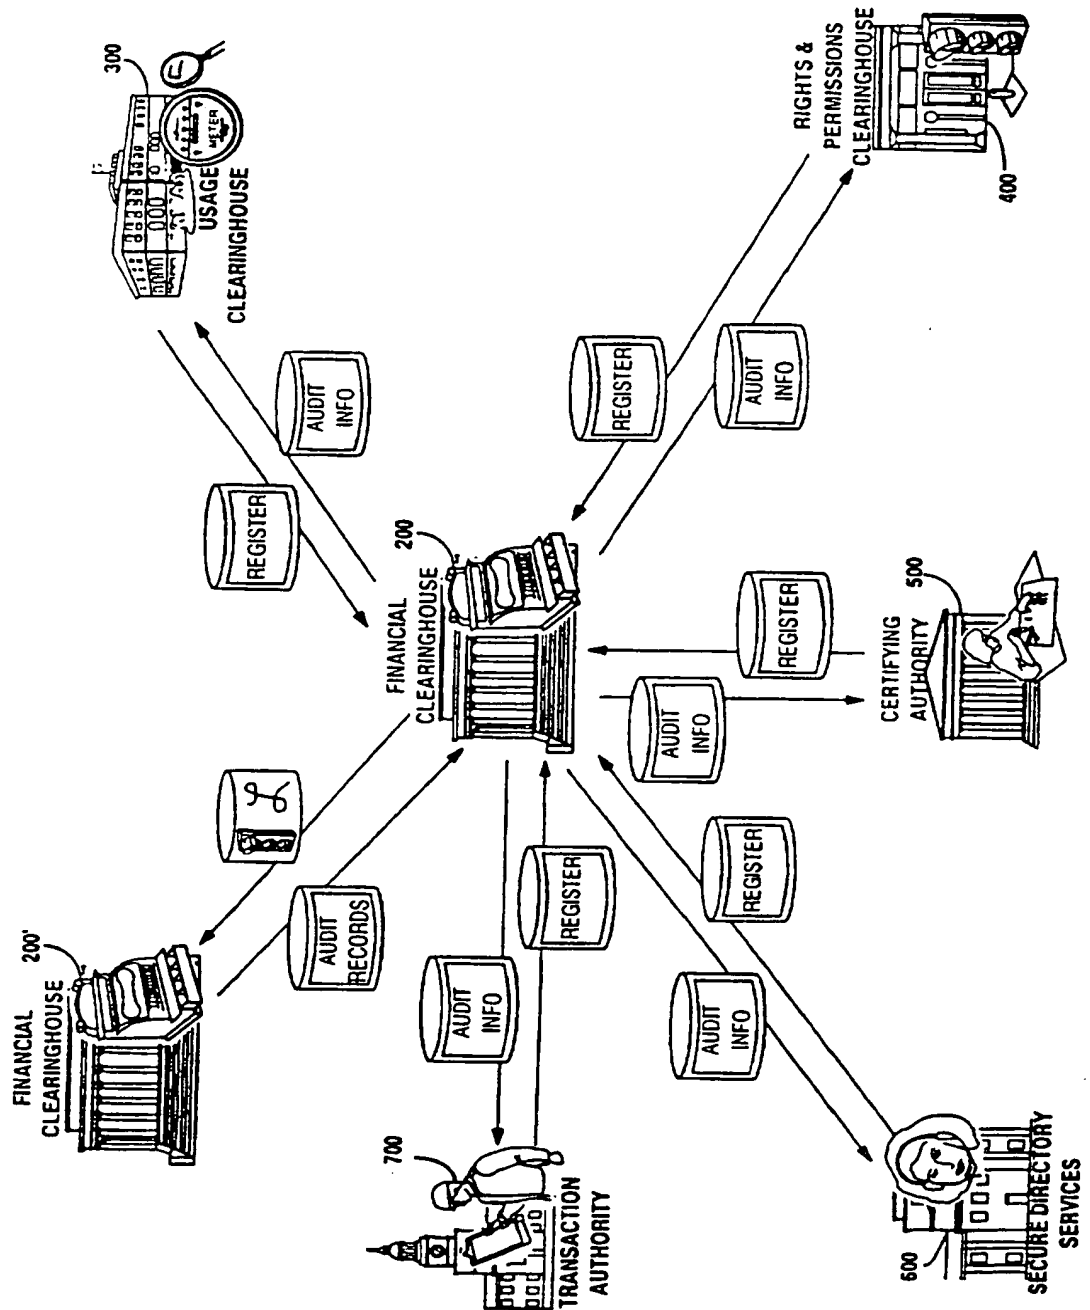 FINANCIAL
CLEARINGHOUSE
200'
300
METER
USAGE
CLEARINGHOUSE
REGISTER
AUDIT
INFO
AUDIT
RECORDS
FINANCIAL
CLEARINGHOUSE
200
700
TRANSACTION
AUTHORITY
AUDIT
INFO
REGISTER
REGISTER
AUDIT
INFO
AUDIT
INFO
REGISTER
AUDIT
INFO
REGISTER
RIGHTS &
PERMISSIONS
CLEARINGHOUSE
400
CERTIFYING
AUTHORITY
500
600
SECURE DIRECTORY
SERVICES